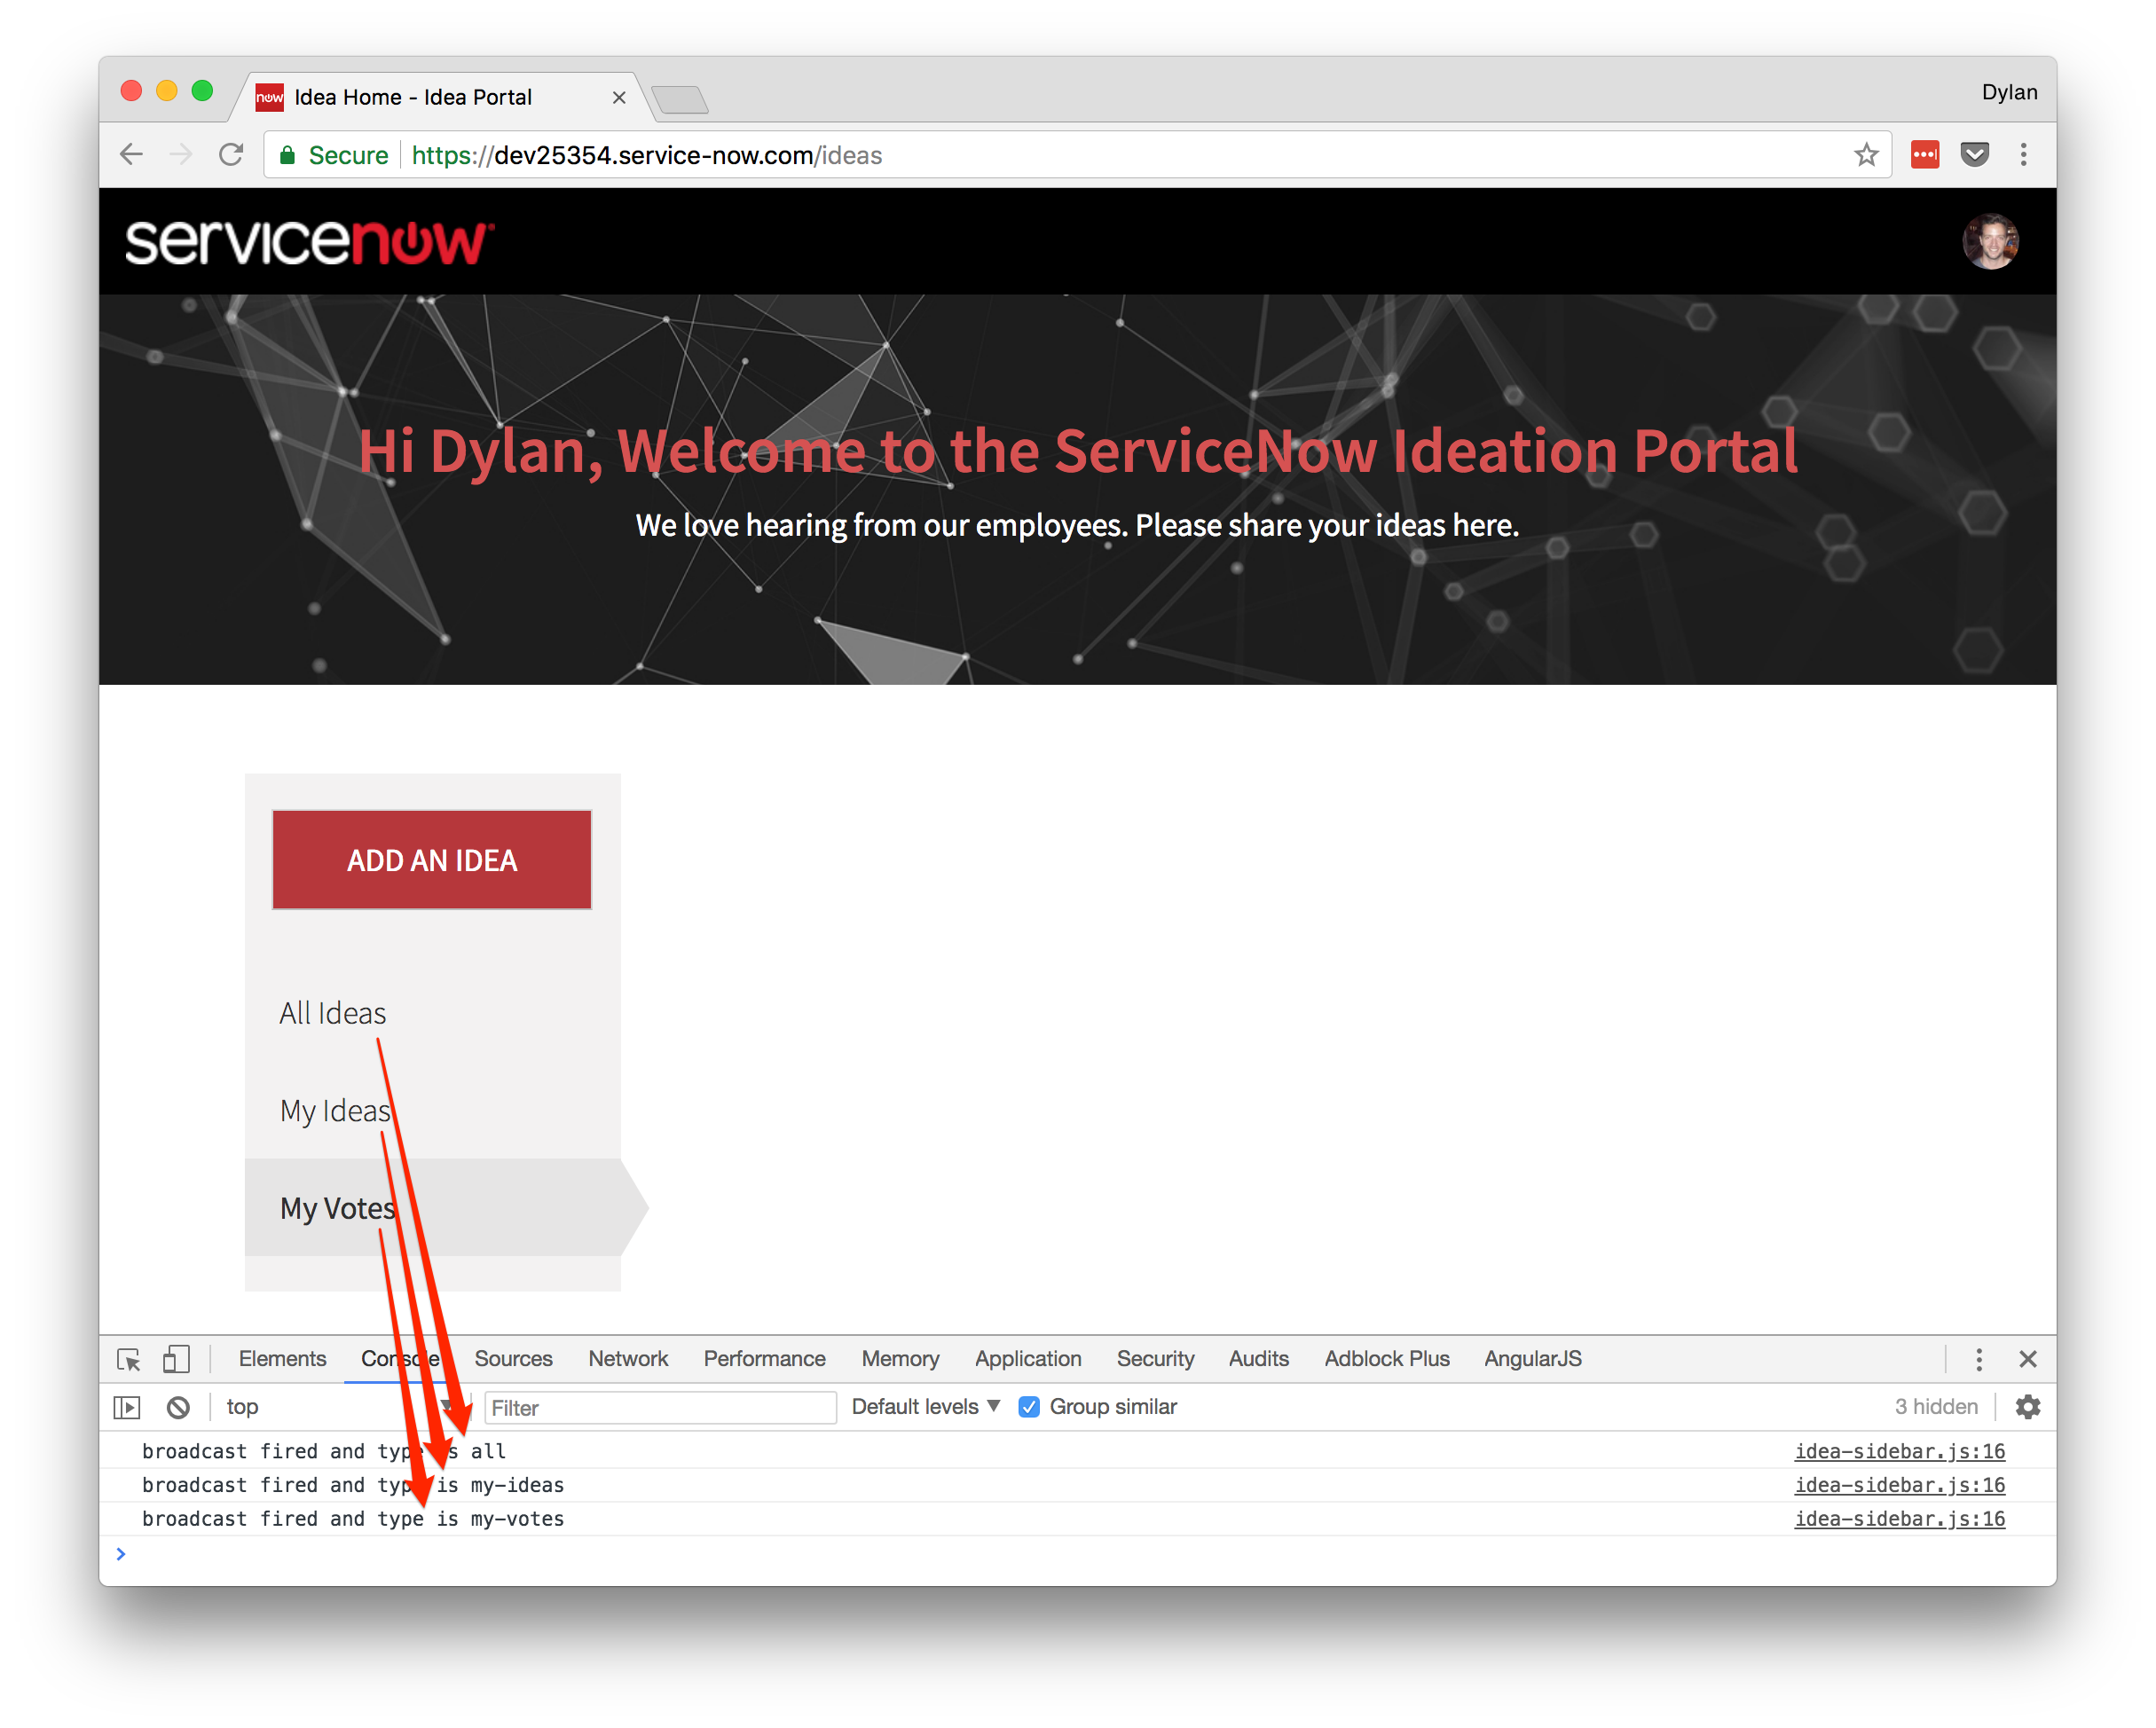 now Idea Home - Idea Portal
Dylan
Secure https://dev25354.service-now.com/ideas
servicenow
Hi Dylan, Welcome to the ServiceNow Ideation Portal
We love hearing from our employees. Please share your ideas here.
ADD AN IDEA
All Ideas
My Ideas
My Votes
Elements Console Sources Network Performance Memory Application Security Audits Adblock Plus AngularJS
top Filter Default levels Group similar 3 hidden
broadcast fired and type is all idea-sidebar.js:16
broadcast fired and type is my-ideas idea-sidebar.js:16
broadcast fired and type is my-votes idea-sidebar.js:16